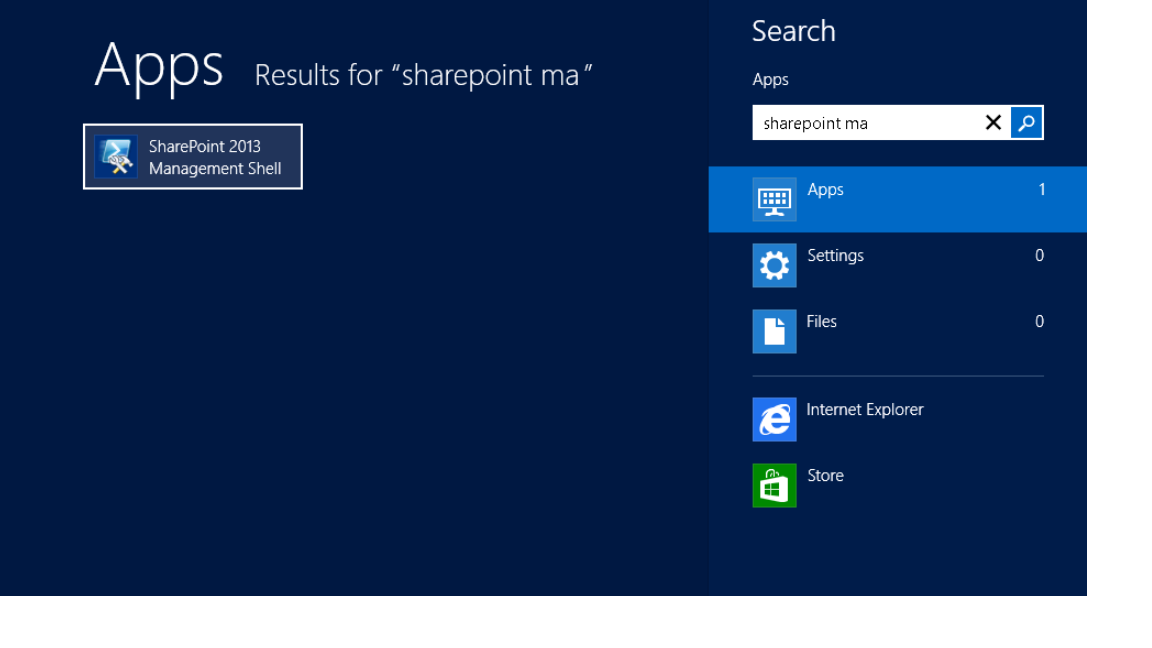 Apps Results for “sharepoint ma”
SharePoint 2013
Management Shell
Search
Apps
sharepoint ma
Apps 1
Settings 0
Files 0
Internet Explorer
Store